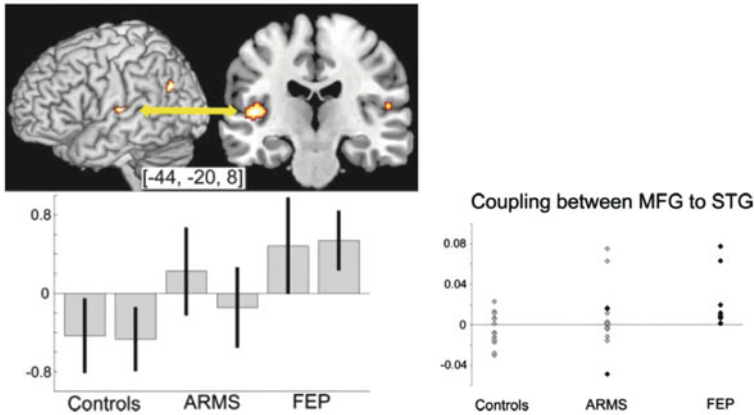 [-44, -20, 8]
0.8
0
-0.8
Controls ARMS FEP
Coupling between MFG to STG
0.08
0.04
0
-0.04
Controls ARMS FEP